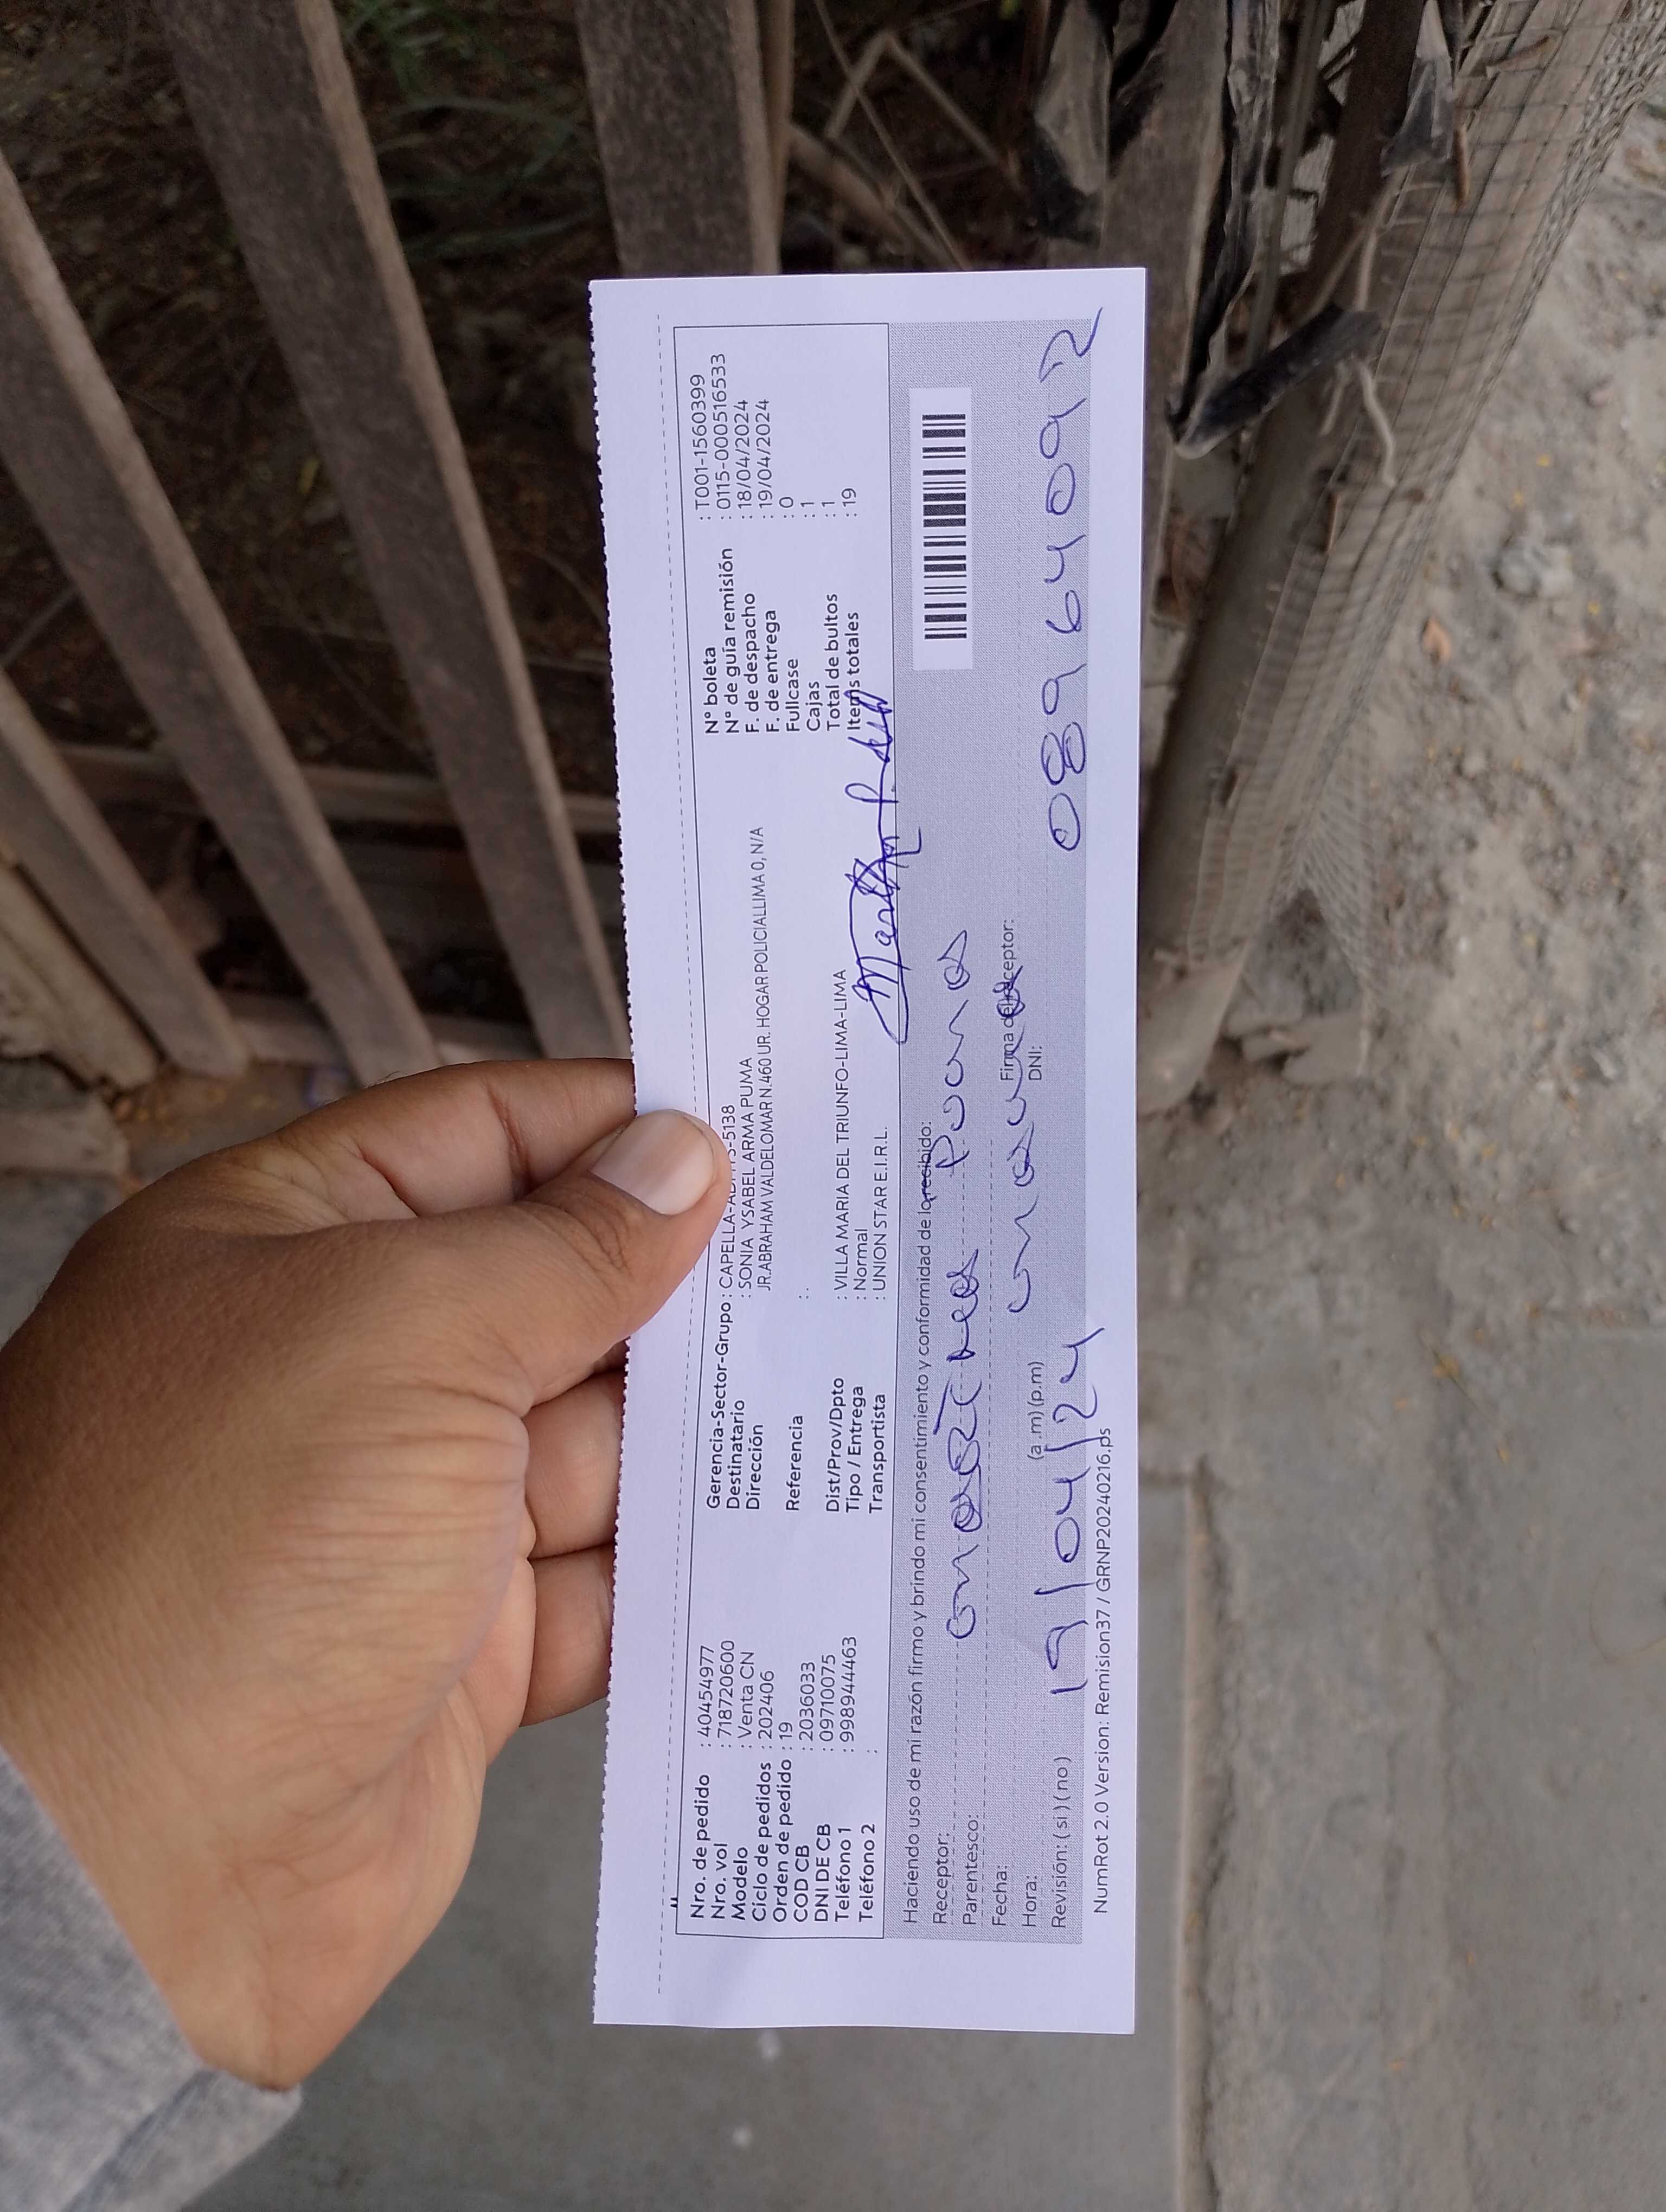 Nro. de pedido : 40454977
Nro. vol : 718720600
Modelo : Venta CN
Ciclo de pedidos : 202406
Orden de pedido : 19
COD CB : 2036033
DNI DE CB : 09710075
Teléfono 1 : 998944463
Teléfono 2 :
Gerencia-Sector-Grupo : CAPELLA- -5138
Destinatario : SONIA YSABEL ARMA PUMA
Dirección JR.ABRAHAM VALDELOMAR N.460 UR. HOGAR POLICIAL LIMA 0, N/A
Referencia : .
Dist/Prov/Dpto : VILLA MARIA DEL TRIUNFO-LIMA-LIMA
Tipo / Entrega : Normal
Transportista : UNION STAR E.I.R.L.
N° boleta : T001-1560399
N° de guía remisión : 0115-000516533
F. de despacho : 18/04/2024
F. de entrega : 19/04/2024
Fullcase : 0
Cajas : 1
Total de bultos : 1
Items totales : 19
Haciendo uso de mi razón firmo y brindo mi consentimiento y conformidad de lo recibido:
Receptor:
Parentesco:
Fecha:
Hora: (a.m) (p.m)
Revisión: ( si ) ( no ) 19/04/24
Firma del receptor:
DNI: 08964092
NumRot 2.0 Version: Remision37 / GRNP20240216.ps